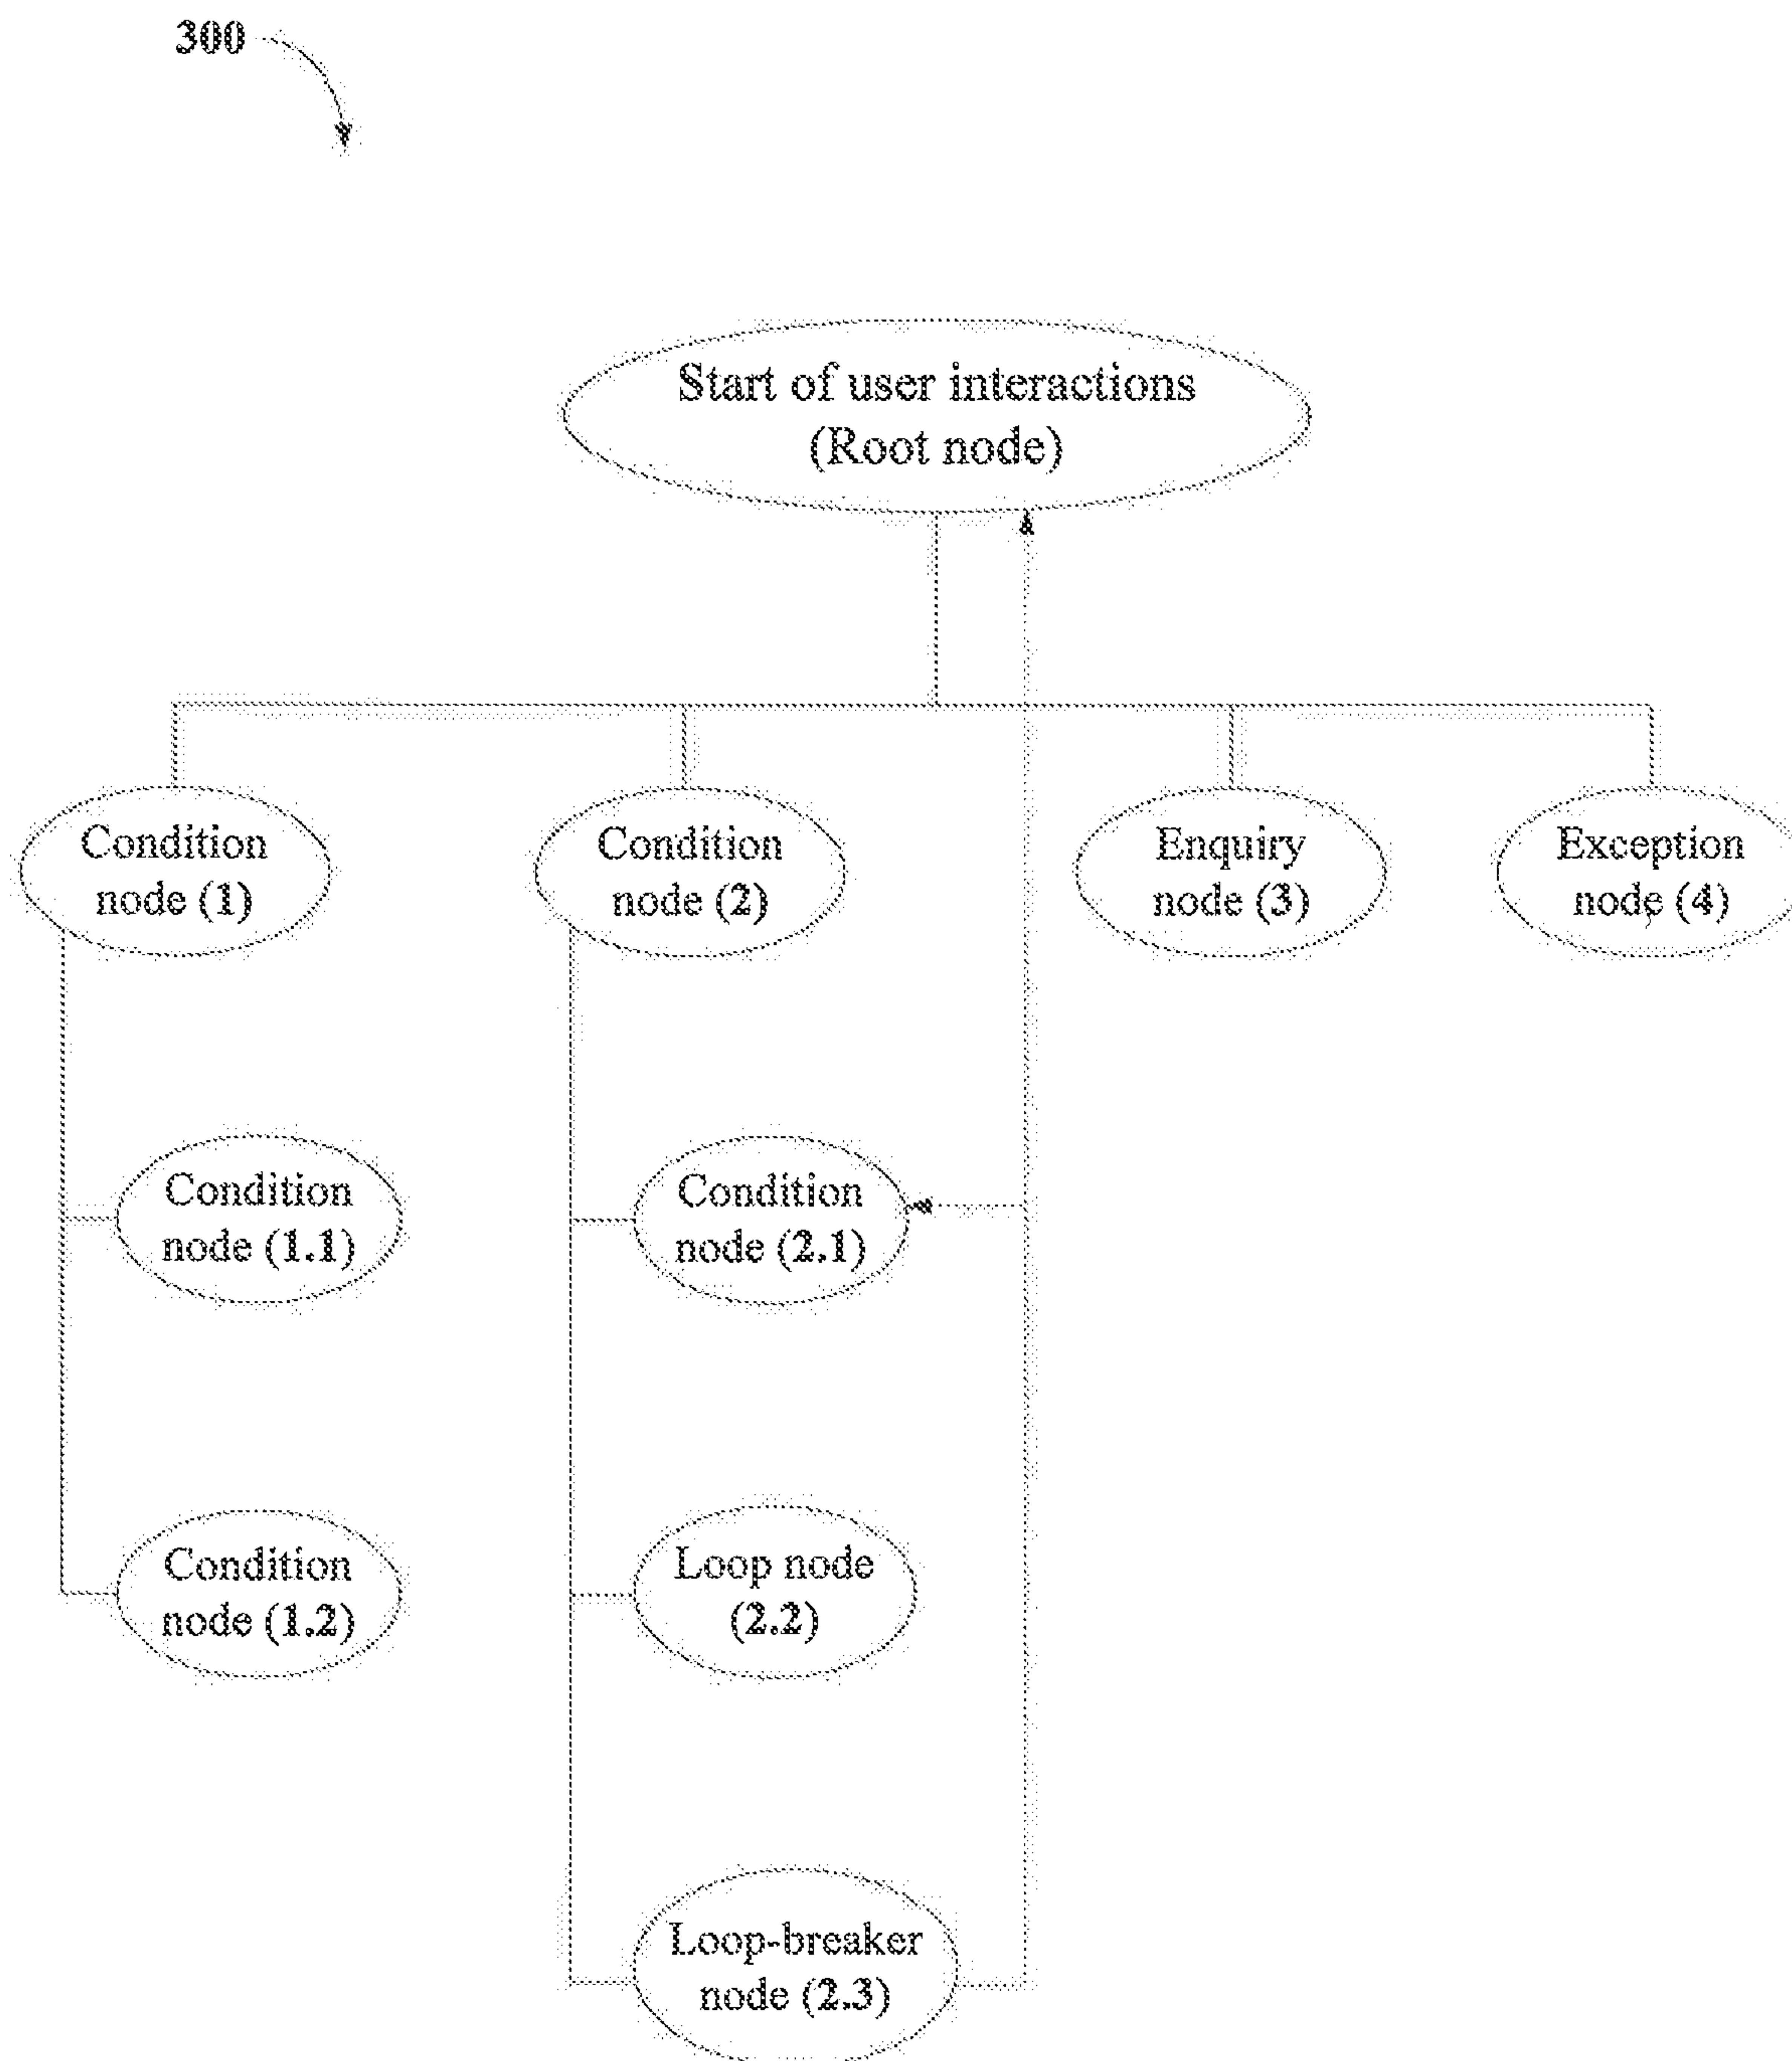 300
Start of user interactions
(Root node)
Condition
node (1)
Condition
node (2)
Enquiry
node (3)
Exception
node (4)
Condition
node (1.1)
Condition
node (2.1)
Condition
node (1.2)
Loop node
(2.2)
Loop-breaker
node (2.3)